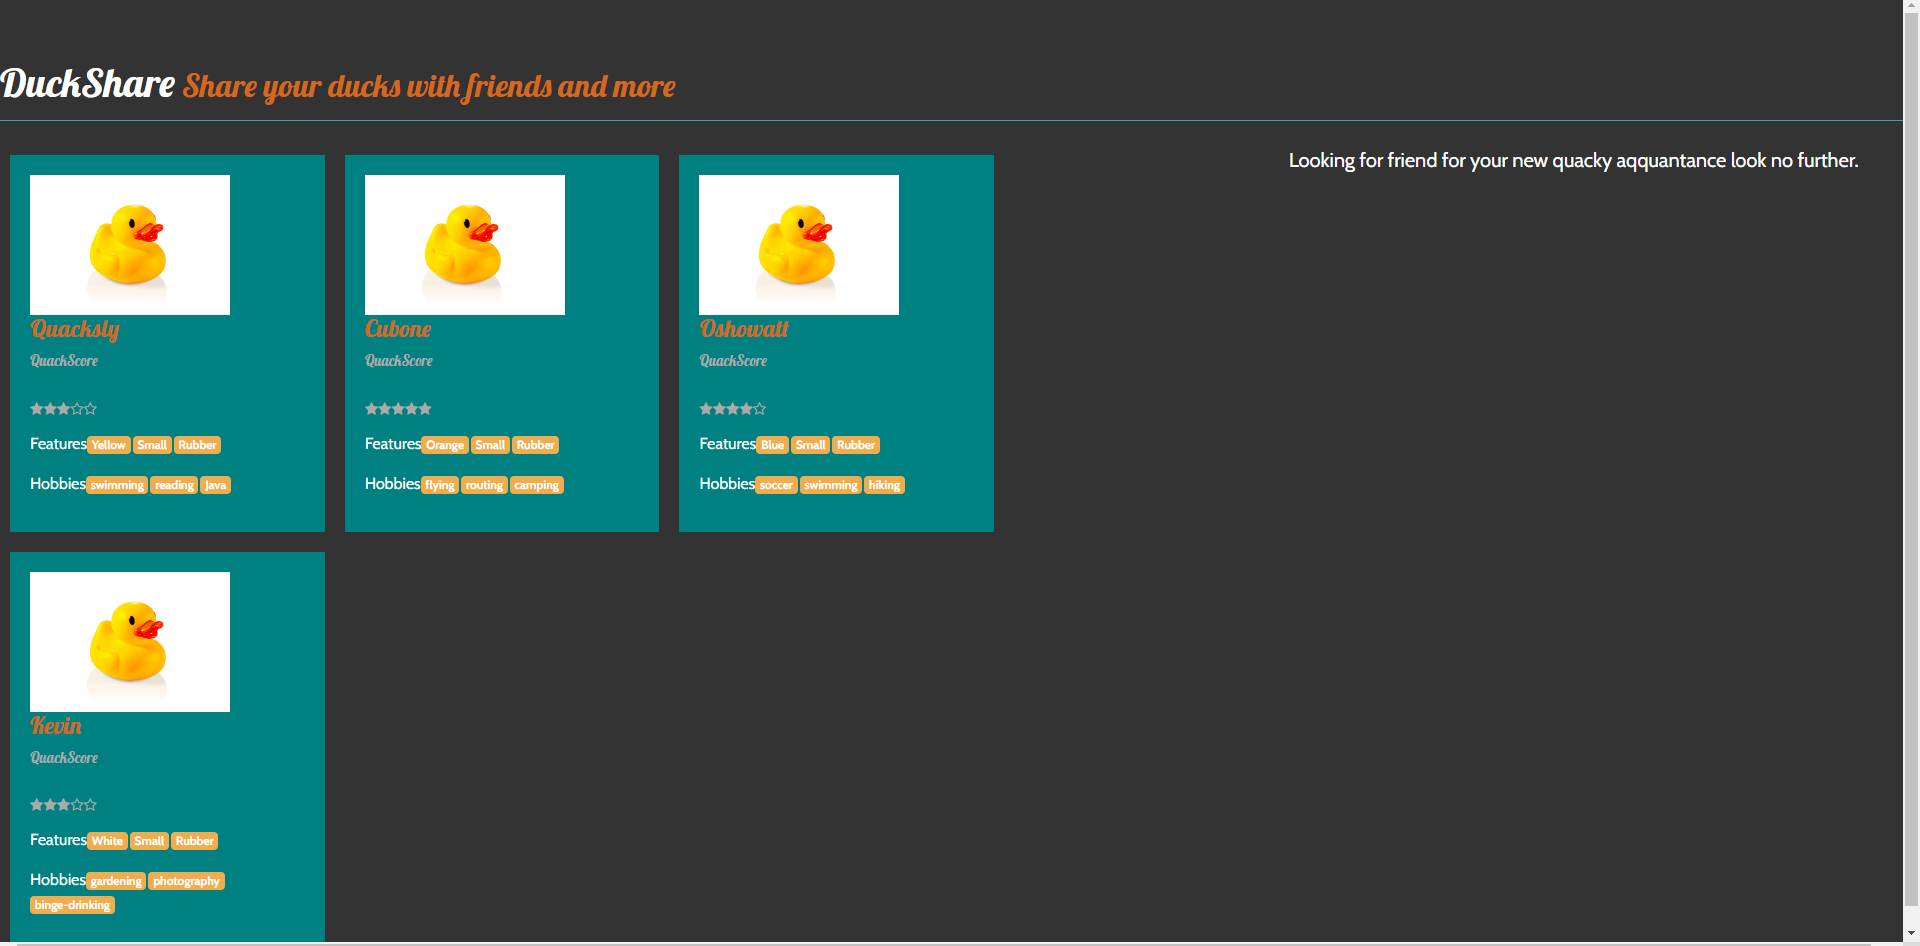 DuckShare Share your ducks with friends and more
Looking for friend for your new quacky aqquantance look no further.
Quacksly
QuackScore
Features Yellow Small Rubber
Hobbies swimming reading Java
Cubone
QuackScore
Features Orange Small Rubber
Hobbies flying routing camping
Oshowatt
QuackScore
Features Blue Small Rubber
Hobbies soccer swimming hiking
Kevin
QuackScore
Features White Small Rubber
Hobbies gardening photography
binge-drinking